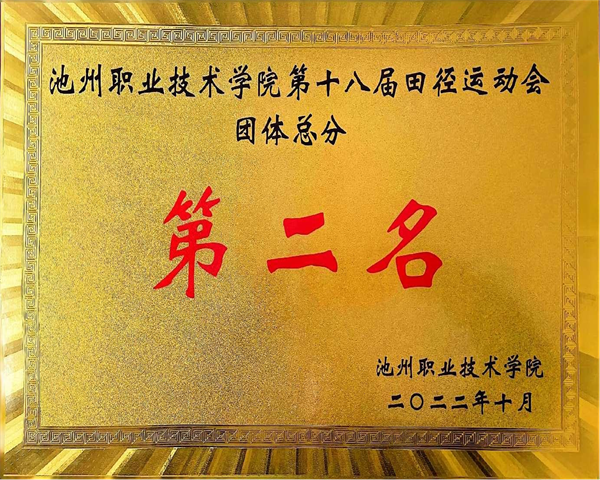 池州职业技术学院第十八届田径运动会
团体总分
第二名
池州职业技术学院
二〇二二年十月